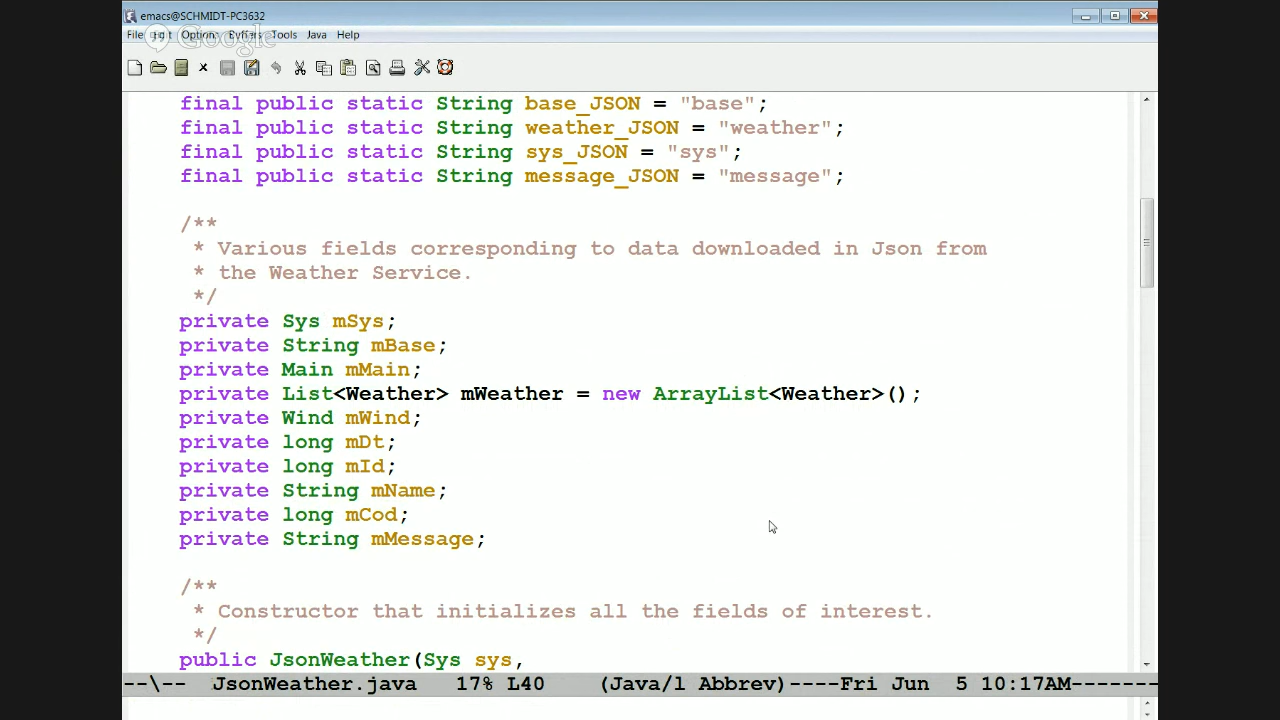 emacs@SCHMIDT-PC3632
File Edit Options Buffers Tools Java Help
Google
final public static String base_JSON = "base";
final public static String weather_JSON = "weather";
final public static String sys_JSON = "sys";
final public static String message_JSON = "message";
/**
* Various fields corresponding to data downloaded in Json from
* the Weather Service.
*/
private Sys mSys;
private String mBase;
private Main mMain;
private List<Weather> mWeather = new ArrayList<Weather>();
private Wind mWind;
private long mDt;
private long mId;
private String mName;
private long mCod;
private String mMessage;
/**
* Constructor that initializes all the fields of interest.
*/
public JsonWeather(Sys sys,
--\-- JsonWeather.java 17% L40 (Java/l Abbrev)----Fri Jun 5 10:17AM-------